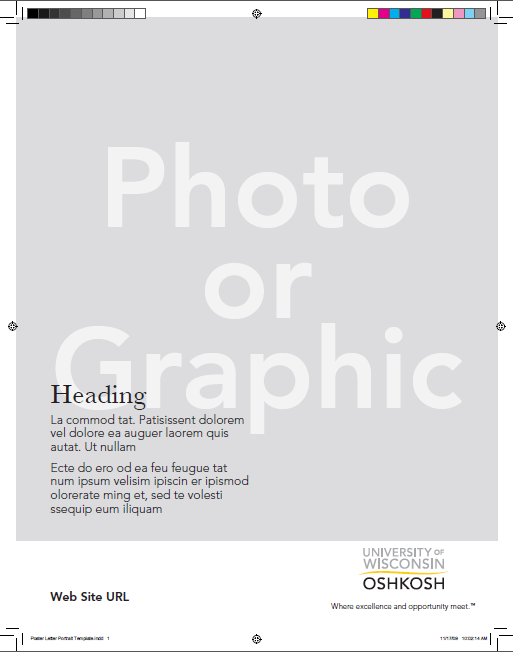 Photo
or
Graphic
Heading
La commod tat. Patisissent dolorem
vel dolore ea auguer laorem quis
autat. Ut nullam
Ecte do ero od ea feu feugue tat
num ipsum velisim ipiscin er ipismod
olorerate ming et, sed te volesti
ssequip eum iliquam
UNIVERSITY OF
WISCONSIN
OSHKOSH
Web Site URL
Where excellence and opportunity meet.™
Poster Letter Portrait Template.indd 1
11/17/09 10:02:14 AM